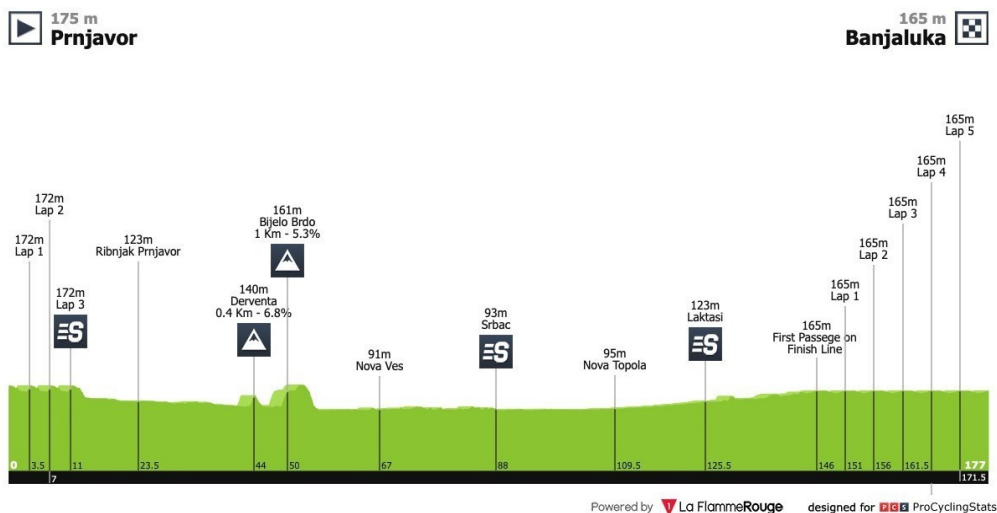 175 m
Prnjavor
165 m
Banjaluka
172m
Lap 1
172m
Lap 2
172m
Lap 3
S
123m
Ribnjak Prnjavor
140m
Derventa
0.4 Km - 6.8%
161m
Bijelo Brdo
1 Km - 5.3%
91m
Nova Ves
93m
Srbac
S
95m
Nova Topola
123m
Laktasi
S
165m
First Passege on
Finish Line
165m
Lap 1
165m
Lap 2
165m
Lap 3
165m
Lap 4
165m
Lap 5
0 3.5 11 23.5 44 50 67 88 109.5 125.5 146 151 156 161.5 177
7 171.5
Powered by 1 La FlammeRouge designed for PCS ProCyclingStats